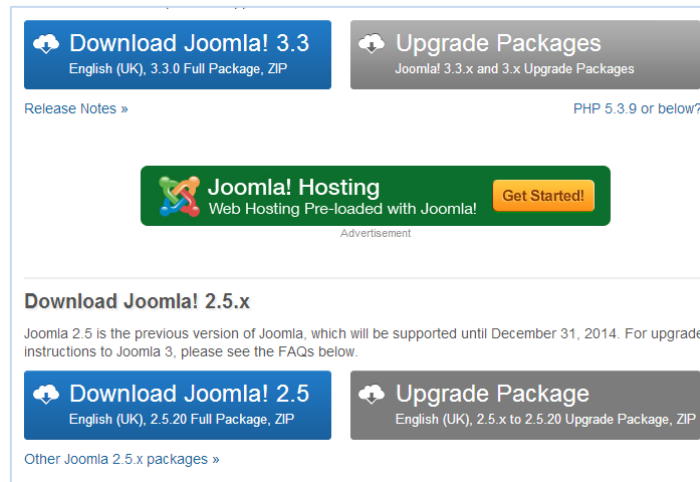 Download Joomla! 3.3
English (UK), 3.3.0 Full Package, ZIP
Upgrade Packages
Joomla! 3.3.x and 3.x Upgrade Packages
Release Notes »
PHP 5.3.9 or below?
Joomla! Hosting
Web Hosting Pre-loaded with Joomla!
Get Started!
Advertisement
Download Joomla! 2.5.x
Joomla 2.5 is the previous version of Joomla, which will be supported until December 31, 2014. For upgrade
instructions to Joomla 3, please see the FAQs below.
Download Joomla! 2.5
English (UK), 2.5.20 Full Package, ZIP
Upgrade Package
English (UK), 2.5.x to 2.5.20 Upgrade Package, ZIP
Other Joomla 2.5.x packages »